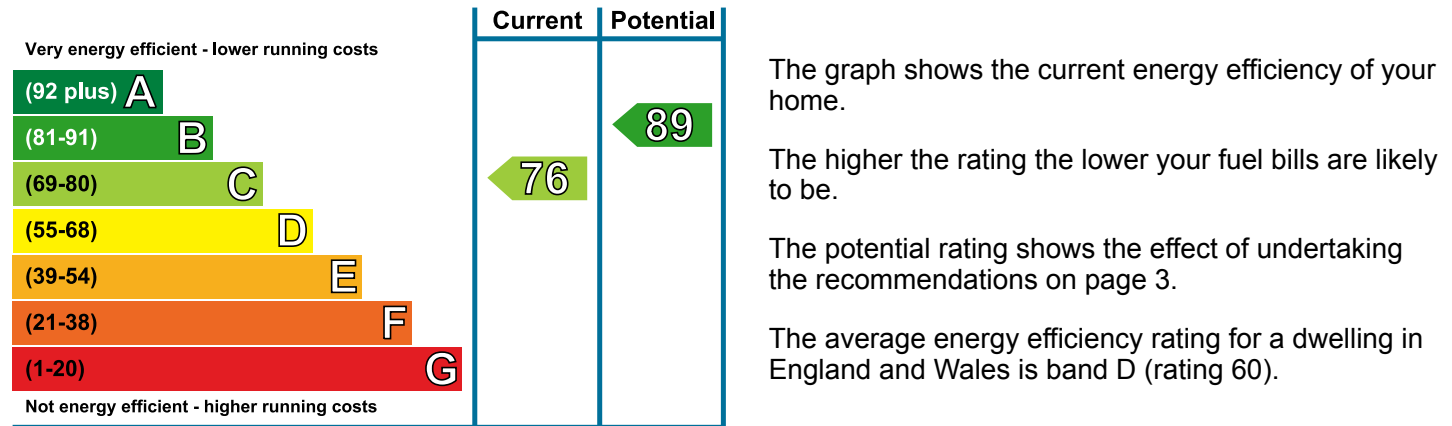 Current Potential
Very energy efficient - lower running costs
(92 plus) A
(81-91) B
89
(69-80) C
76
(55-68) D
(39-54) E
(21-38) F
(1-20) G
Not energy efficient - higher running costs
The graph shows the current energy efficiency of your
home.
The higher the rating the lower your fuel bills are likely
to be.
The potential rating shows the effect of undertaking
the recommendations on page 3.
The average energy efficiency rating for a dwelling in
England and Wales is band D (rating 60).